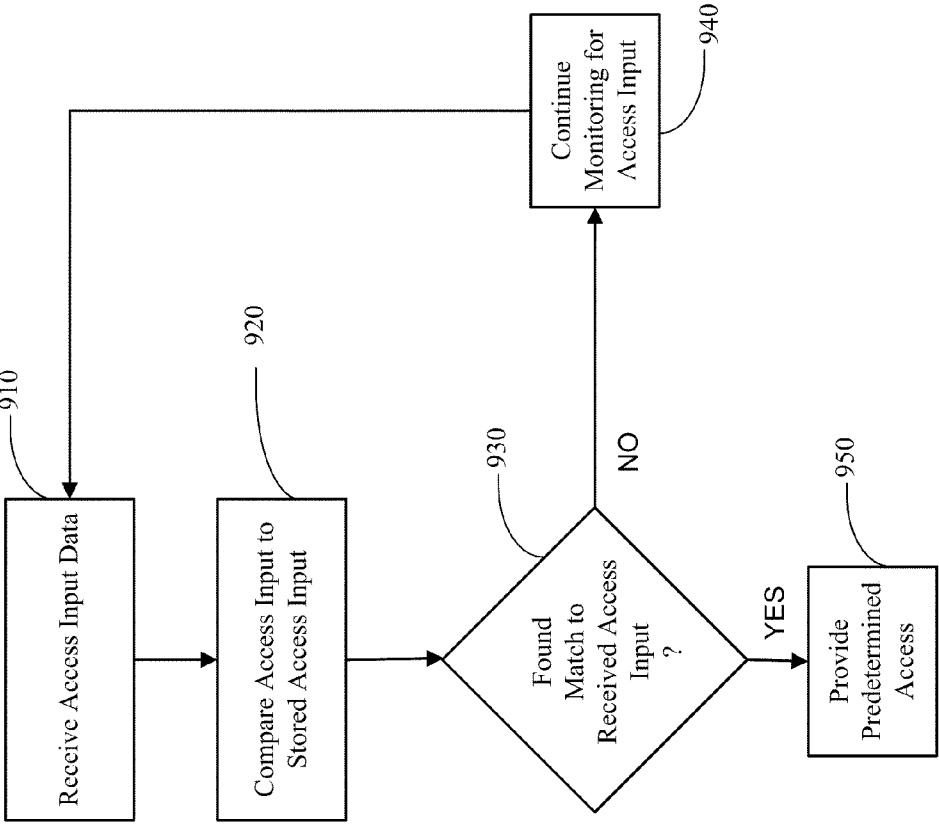 910
Receive Access Input Data
920
Compare Access Input to
Stored Access Input
930
Found
Match to
Received Access
Input
?
NO
940
Continue
Monitoring for
Access Input
YES
950
Provide
Predetermined
Access